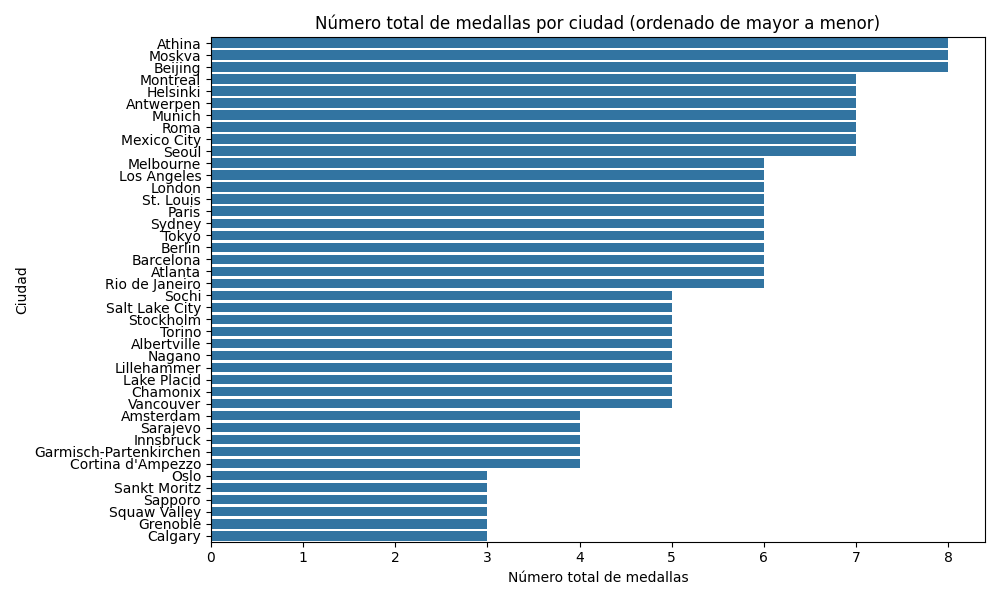 Número total de medallas por ciudad (ordenado de mayor a menor)
Ciudad
Athina
Moskva
Beijing
Montreal
Helsinki
Antwerpen
Munich
Roma
Mexico City
Seoul
Melbourne
Los Angeles
London
St. Louis
Paris
Sydney
Tokyo
Berlin
Barcelona
Atlanta
Rio de Janeiro
Sochi
Salt Lake City
Stockholm
Torino
Albertville
Nagano
Lillehammer
Lake Placid
Chamonix
Vancouver
Amsterdam
Sarajevo
Innsbruck
Garmisch-Partenkirchen
Cortina d'Ampezzo
Oslo
Sankt Moritz
Sapporo
Squaw Valley
Grenoble
Calgary
0 1 2 3 4 5 6 7 8
Número total de medallas